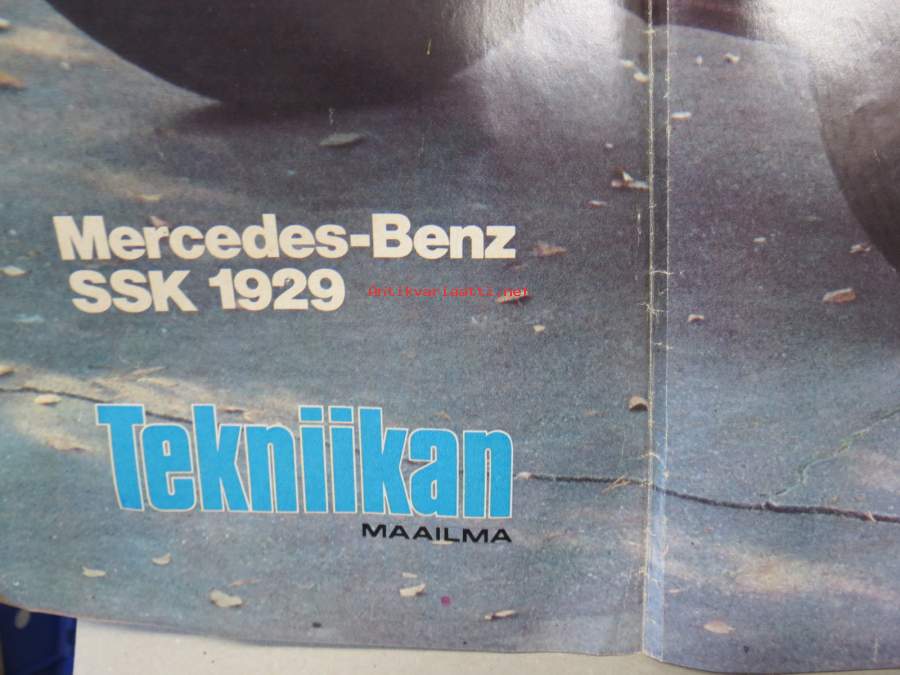 Mercedes-Benz
SSK 1929
Antikvariaatti.net
Tekniikan
MAAILMA